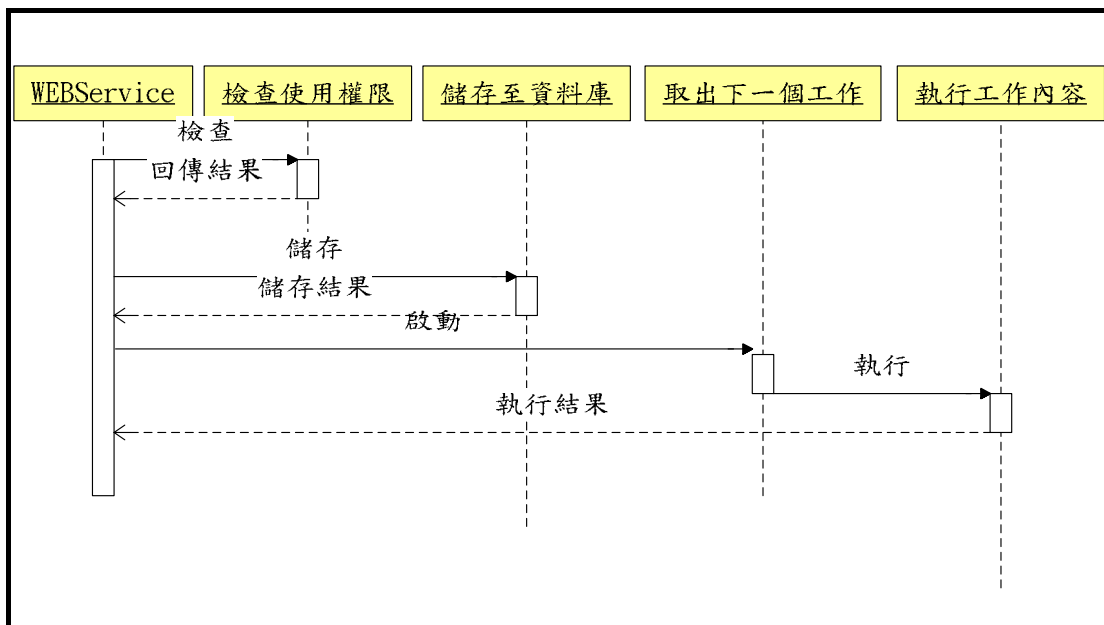 WEBService
檢查使用權限
儲存至資料庫
取出下一個工作
執行工作內容
檢查
回傳結果
儲存
儲存結果
啟動
執行
執行結果